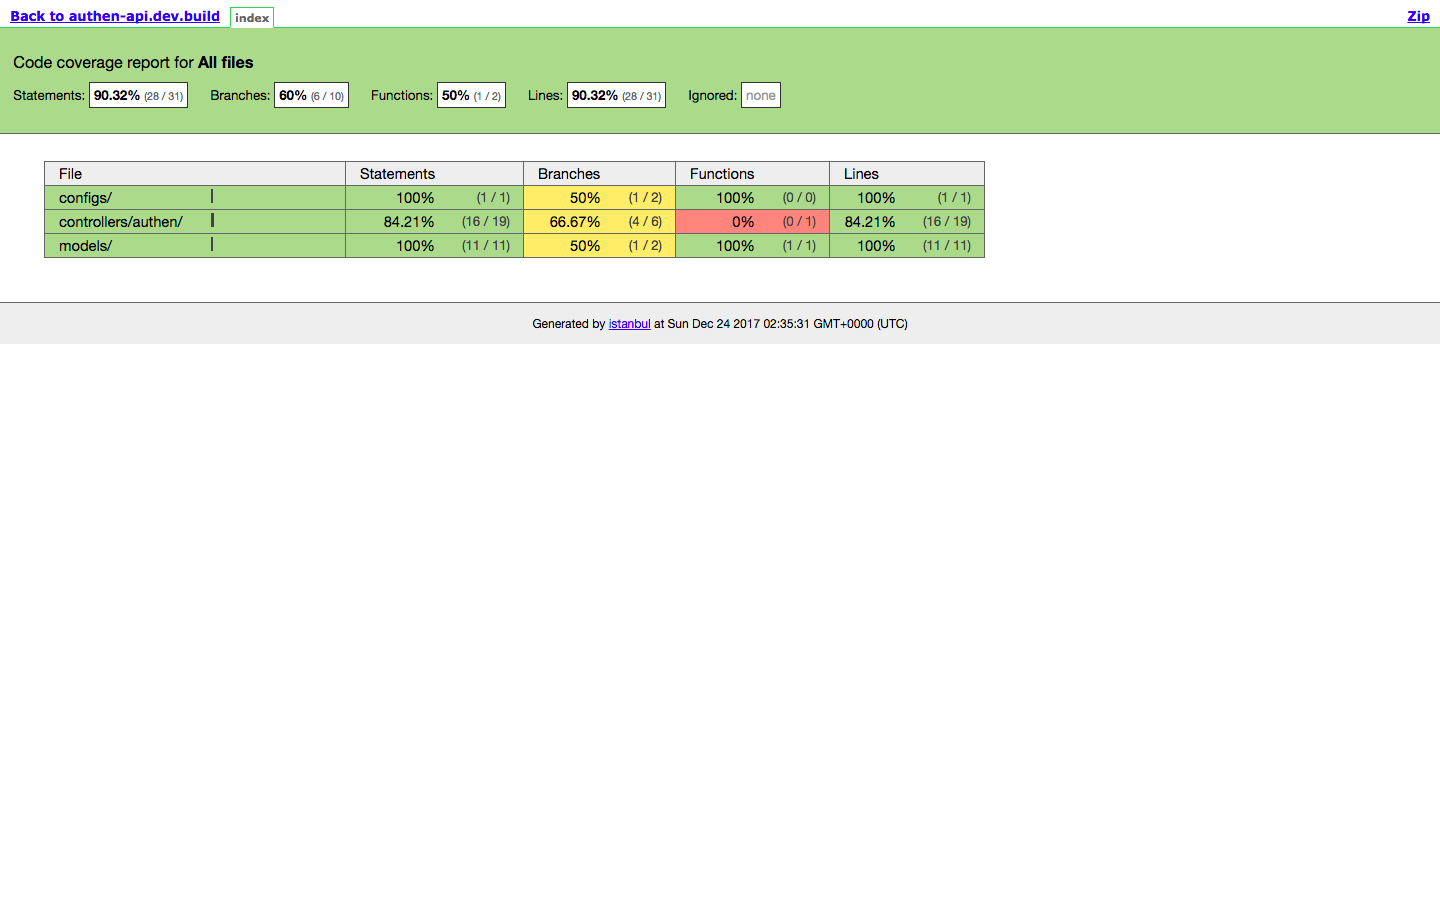 Back to authen-api.dev.build index Zip
Code coverage report for All files
Statements: 90.32% (28 / 31) Branches: 60% (6 / 10) Functions: 50% (1 / 2) Lines: 90.32% (28 / 31) Ignored: none
File Statements Branches Functions Lines
configs/ 100% (1 / 1) 50% (1 / 2) 100% (0 / 0) 100% (1 / 1)
controllers/authen/ 84.21% (16 / 19) 66.67% (4 / 6) 0% (0 / 1) 84.21% (16 / 19)
models/ 100% (11 / 11) 50% (1 / 2) 100% (1 / 1) 100% (11 / 11)
Generated by istanbul at Sun Dec 24 2017 02:35:31 GMT+0000 (UTC)